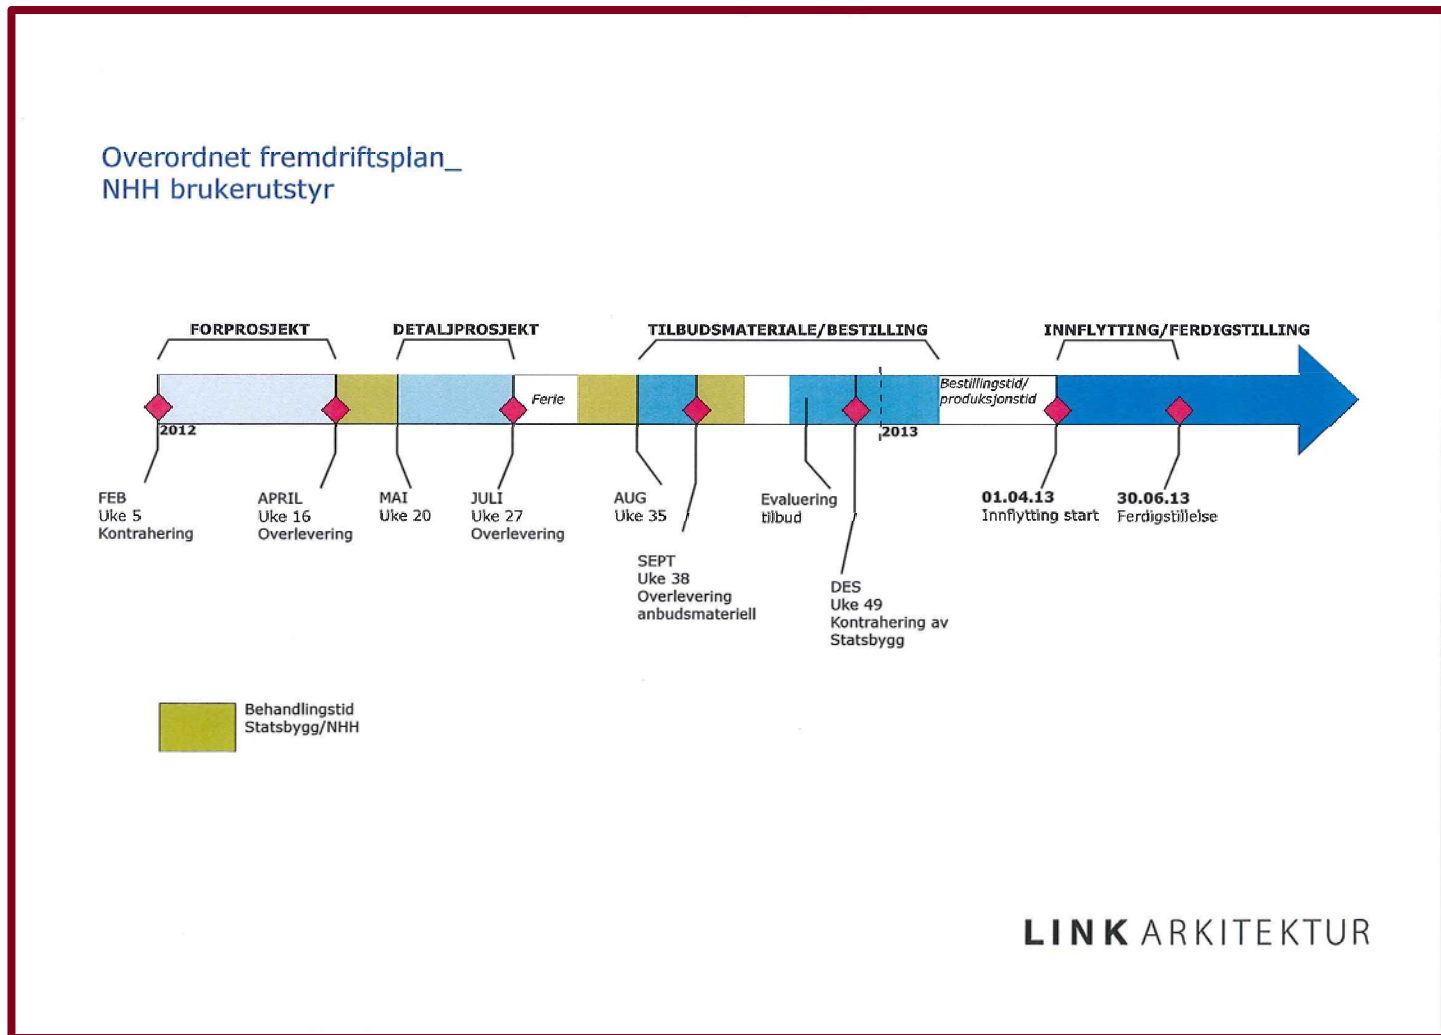 Overordnet fremdriftsplan_
NHH brukerutstyr
FORPROSJEKT
DETALJPROSJEKT
TILBUDSMATERIALE/BESTILLING
INNFLYTTING/FERDIGSTILLING
Ferie
Bestillingstid/
produksjonstid
2012
2013
FEB
Uke 5
Kontrahering
APRIL
Uke 16
Overlevering
MAI
Uke 20
JULI
Uke 27
Overlevering
AUG
Uke 35
SEPT
Uke 38
Overlevering
anbudsmateriell
Evaluering
tilbud
DES
Uke 49
Kontrahering av
Statsbygg
01.04.13
Innflytting start
30.06.13
Ferdigstillelse
Behandlingstid
Statsbygg/NHH
LINK ARKITEKTUR